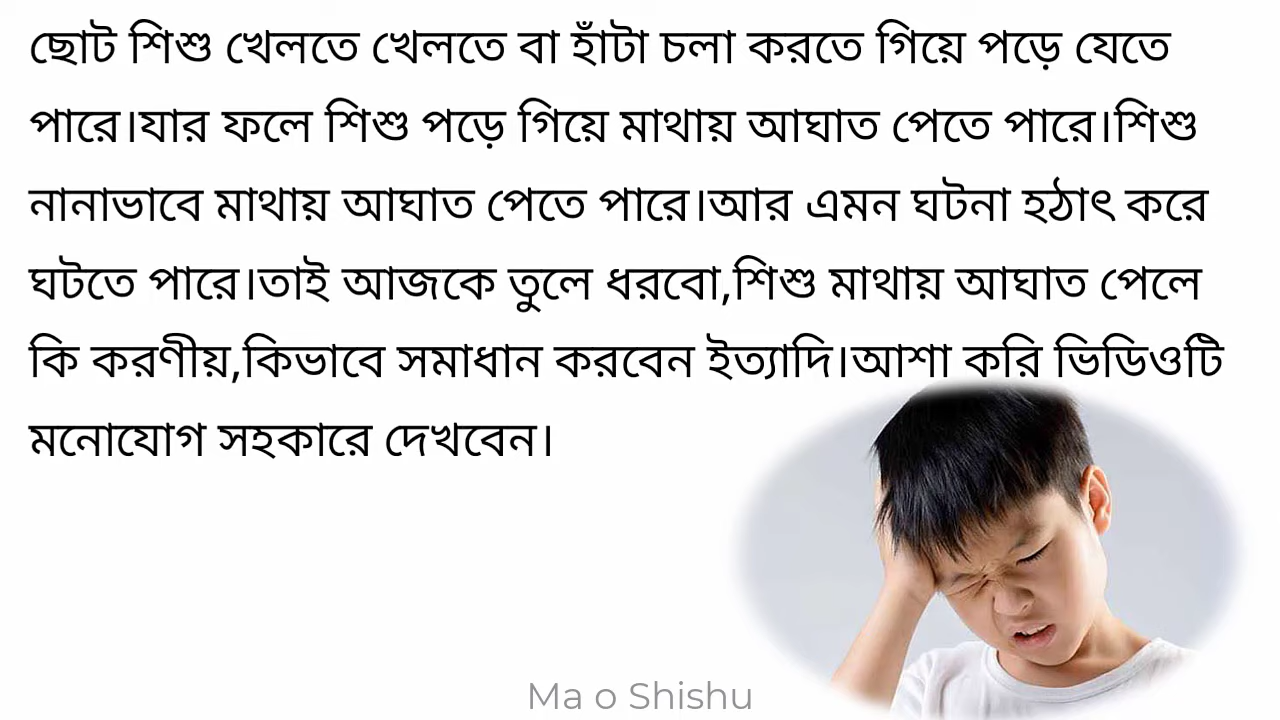 ছোট শিশু খেলতে খেলতে বা হাঁটা চলা করতে গিয়ে পড়ে যেতে
পারে।যার ফলে শিশু পড়ে গিয়ে মাথায় আঘাত পেতে পারে।শিশু
নানাভাবে মাথায় আঘাত পেতে পারে।আর এমন ঘটনা হঠাৎ করে
ঘটতে পারে।তাই আজকে তুলে ধরবো,শিশু মাথায় আঘাত পেলে
কি করণীয়,কিভাবে সমাধান করবেন ইত্যাদি।আশা করি ভিডিওটি
মনোযোগ সহকারে দেখবেন।
Ma o Shishu